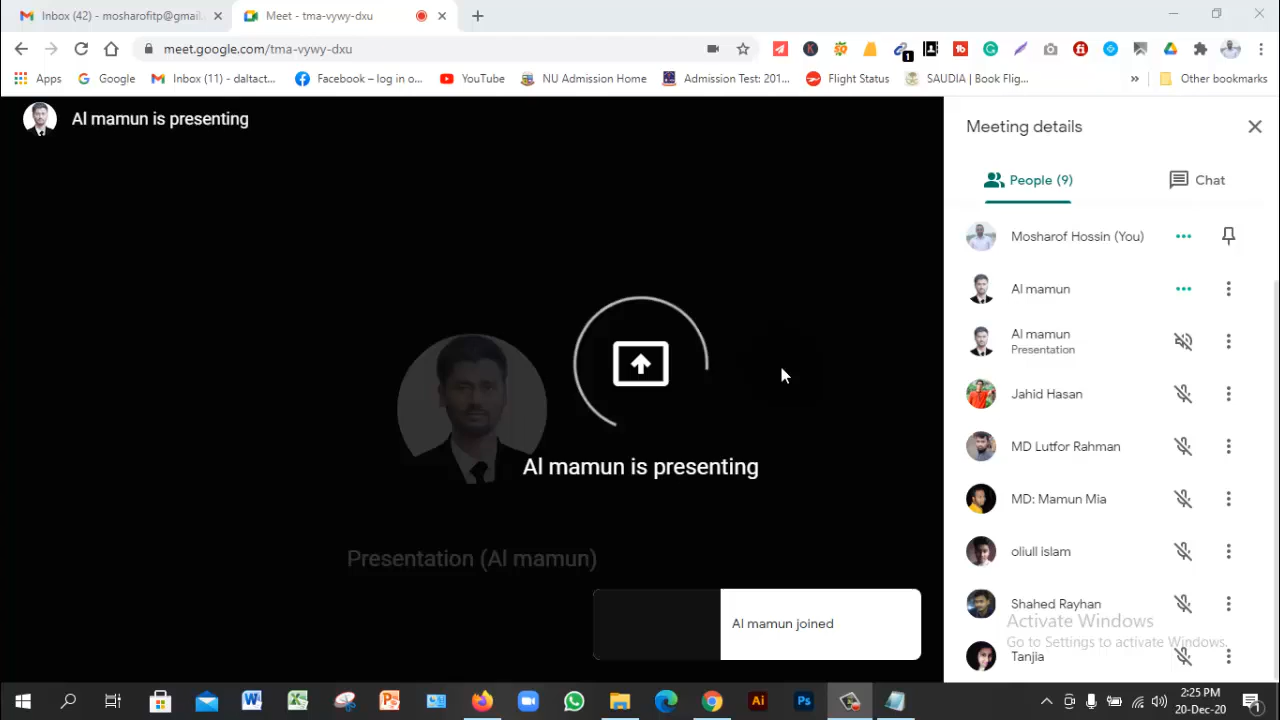 Inbox (42) - mosharofitp@gmail.
Meet - tma-vywy-dxu
meet.google.com/tma-vywy-dxu
1
Apps
Google
Inbox (11) - daltact...
Facebook – log in o...
YouTube
NU Admission Home
Admission Test: 201...
Flight Status
SAUDIA | Book Flig...
»
Other bookmarks
Al mamun is presenting
Meeting details
People (9)
Chat
Mosharof Hossin (You)
Al mamun
Al mamun
Presentation
Jahid Hasan
MD Lutfor Rahman
MD: Mamun Mia
oliull islam
Shahed Rayhan
Tanjia
Al mamun is presenting
Presentation (Al mamun)
Al mamun joined
Activate Windows
Go to Settings to activate Windows.
2:25 PM
20-Dec-20